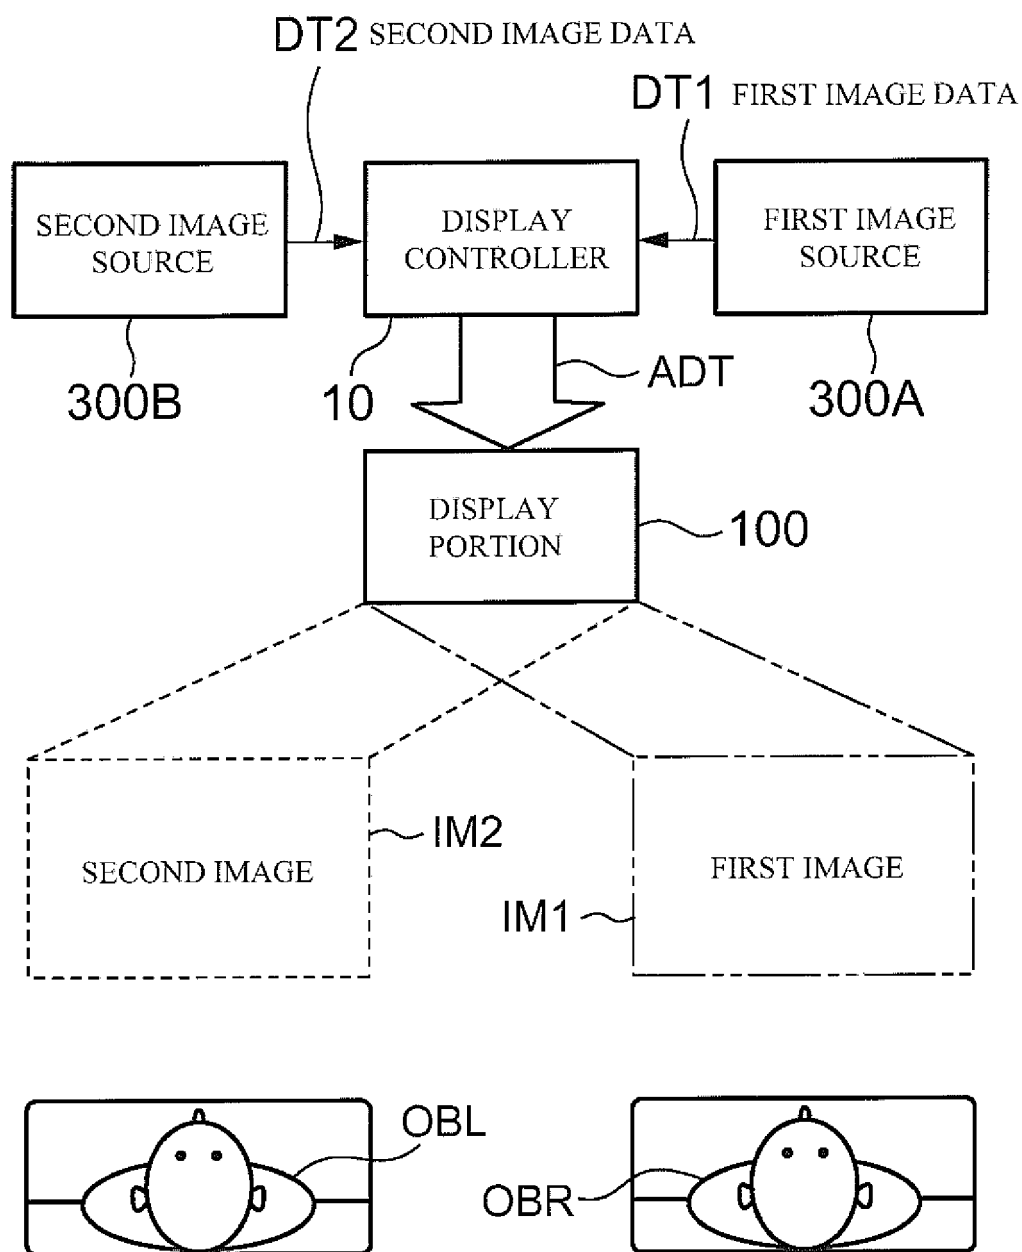 DT2 SECOND IMAGE DATA
DT1 FIRST IMAGE DATA
SECOND IMAGE
SOURCE
DISPLAY
CONTROLLER
FIRST IMAGE
SOURCE
300B
10
ADT
300A
DISPLAY
PORTION
100
SECOND IMAGE
IM2
FIRST IMAGE
IM1
OBL
OBR